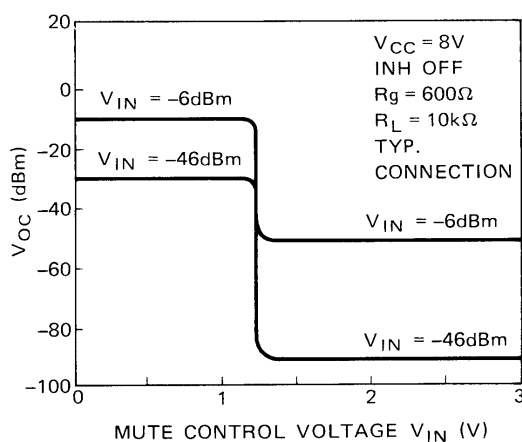 20
0
−20
−40
−60
−80
−100
V_OC (dBm)
V_CC = 8V
INH OFF
Rg = 600Ω
R_L = 10kΩ
TYP.
CONNECTION
V_IN = −6dBm
V_IN = −46dBm
V_IN = −6dBm
V_IN = −46dBm
0 1 2 3
MUTE CONTROL VOLTAGE V_IN (V)